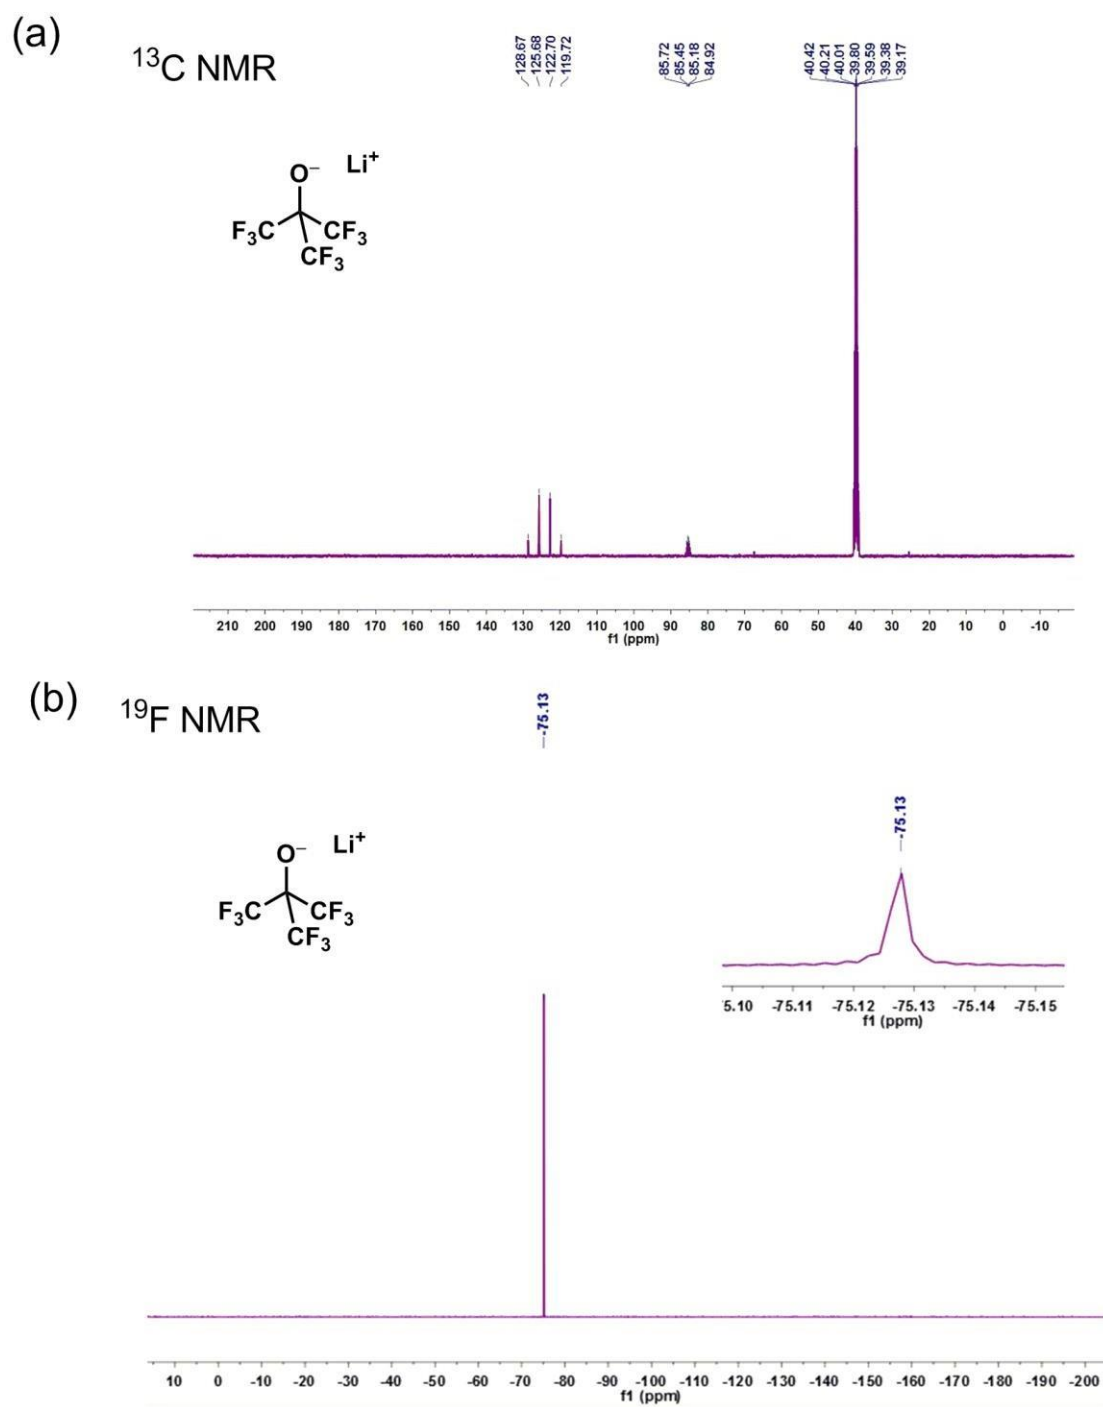 (a)
¹³C NMR
128.67
125.68
122.70
119.72
85.72
85.45
85.18
84.92
40.42
40.21
40.01
39.80
39.59
39.38
39.17
O⁻ Li⁺
F₃C CF₃
CF₃
210 200 190 180 170 160 150 140 130 120 110 100 90 80 70 60 50 40 30 20 10 0 -10
f1 (ppm)
(b)
¹⁹F NMR
-75.13
O⁻ Li⁺
F₃C CF₃
CF₃
-75.13
5.10 -75.11 -75.12 -75.13 -75.14 -75.15
f1 (ppm)
10 0 -10 -20 -30 -40 -50 -60 -70 -80 -90 -100 -110 -120 -130 -140 -150 -160 -170 -180 -190 -200
f1 (ppm)